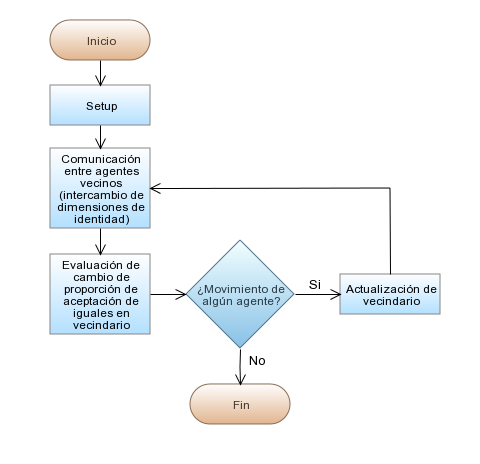 Inicio
Setup
Comunicación
entre agentes
vecinos
(intercambio de
dimensiones de
identidad)
Evaluación de
cambio de
proporción de
aceptación de
iguales en
vecindario
¿Movimiento de
algún agente?
Si
Actualización de
vecindario
No
Fin